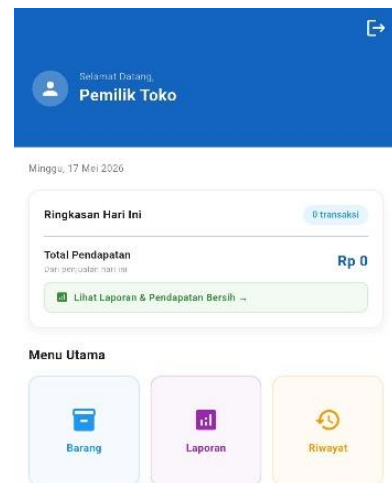 Selamat Datang,
Pemilik Toko
Minggu, 17 Mei 2026
Ringkasan Hari Ini
0 transaksi
Total Pendapatan
Dari penjualan hari ini
Rp 0
Lihat Laporan & Pendapatan Bersih →
Menu Utama
Barang
Laporan
Riwayat